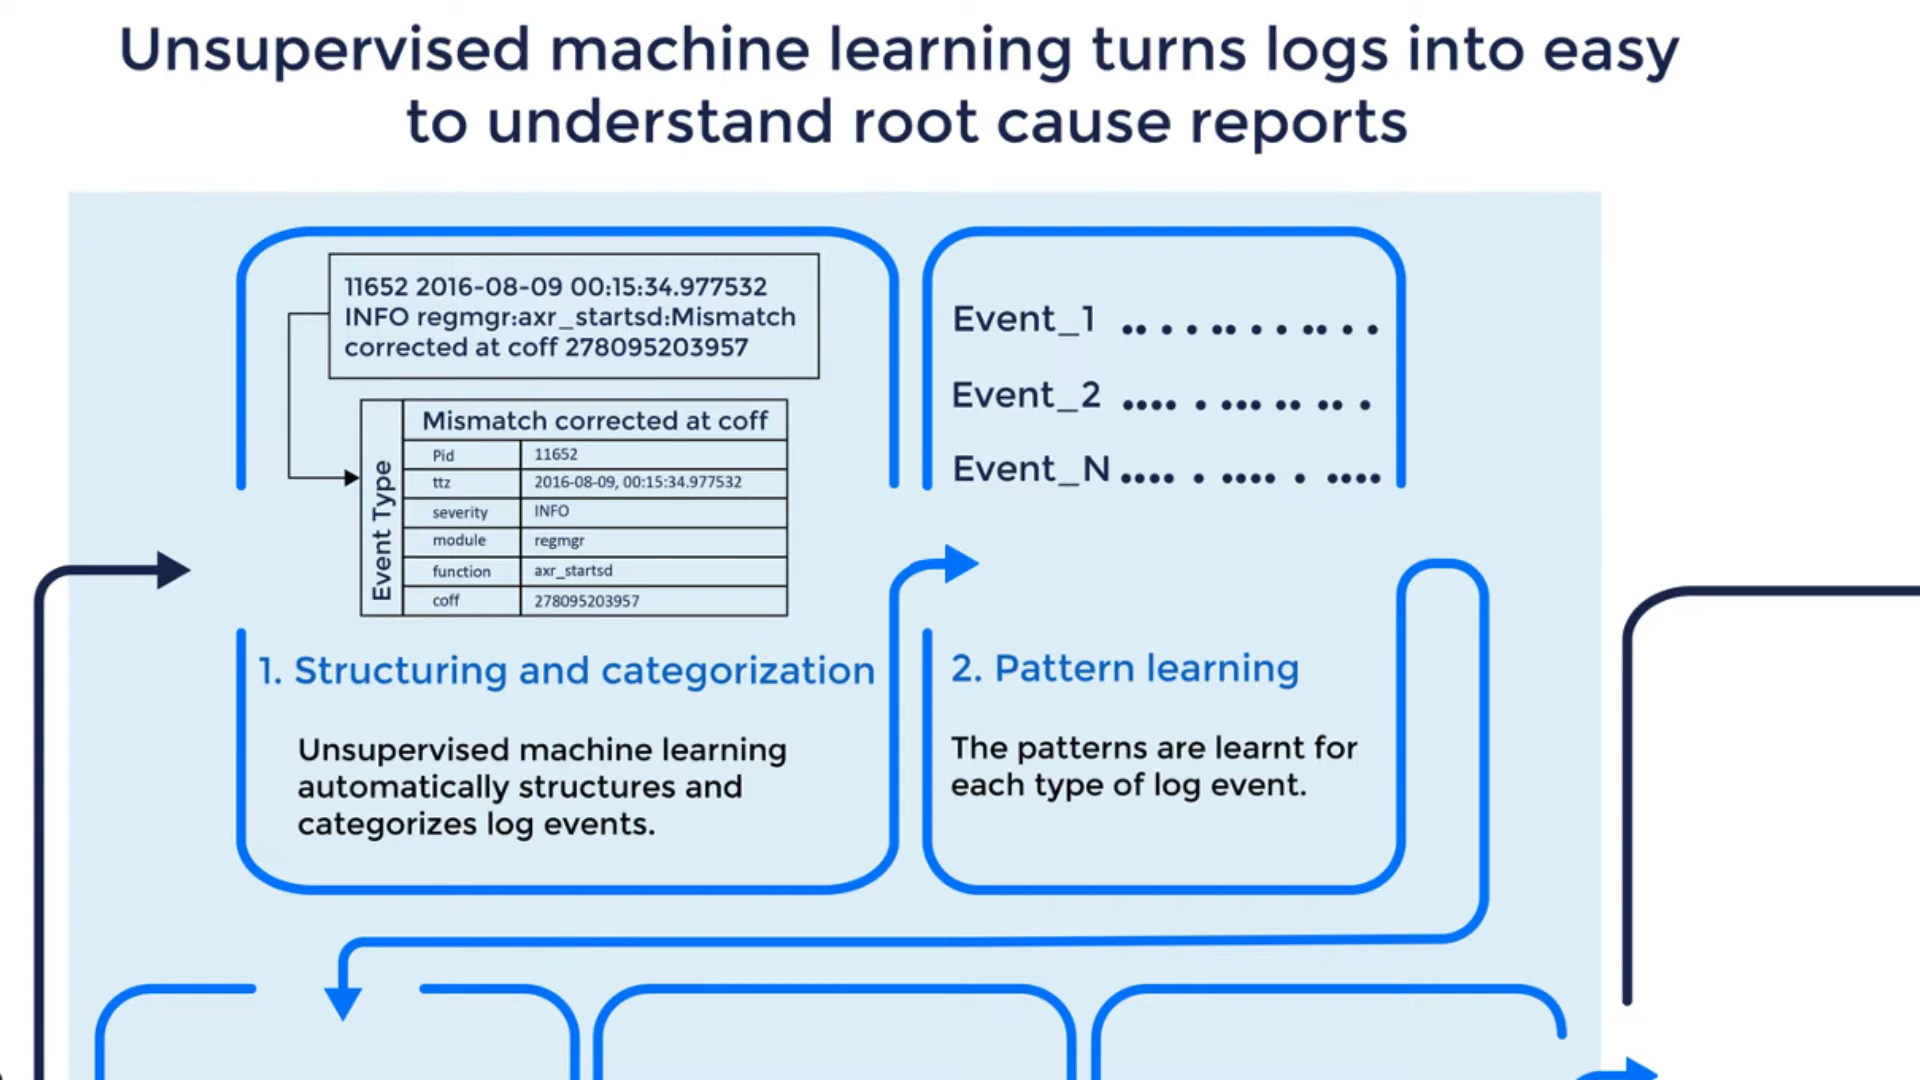 Unsupervised machine learning turns logs into easy
to understand root cause reports
11652 2016-08-09 00:15:34.977532
INFO regmgr:axr_startsd:Mismatch
corrected at coff 278095203957
Event Type
Mismatch corrected at coff
Pid 11652
ttz 2016-08-09, 00:15:34.977532
severity INFO
module regmgr
function axr_startsd
coff 278095203957
1. Structuring and categorization
Unsupervised machine learning
automatically structures and
categorizes log events.
Event_1
Event_2
Event_N
2. Pattern learning
The patterns are learnt for
each type of log event.